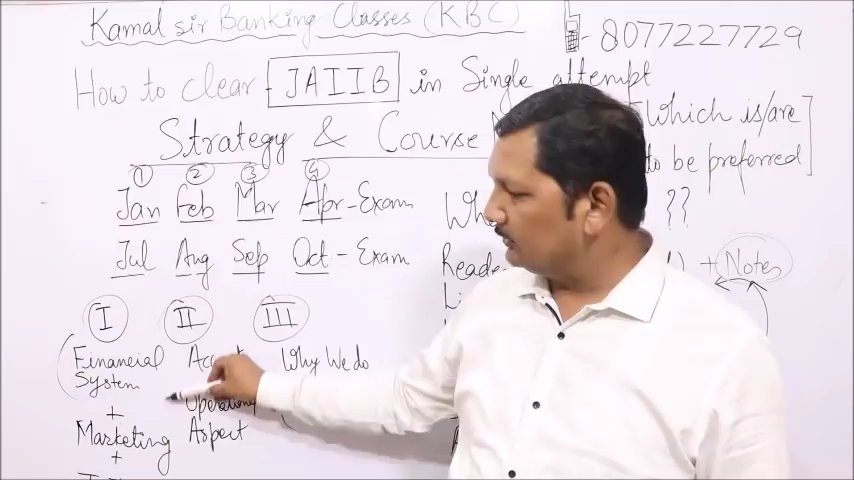 Kamal sir Banking Classes (KBC)
- 8077227729
How to clear - JAIIB in Single attempt
Strategy & Course
Which is/are
to be preferred
1 2 3 4
Jan Feb Mar Apr - Exam
??
Jul Aug Sep Oct - Exam
+ Notes
I II III
Financial
System
Why We do
+
Operationg
Marketing
Aspect
+